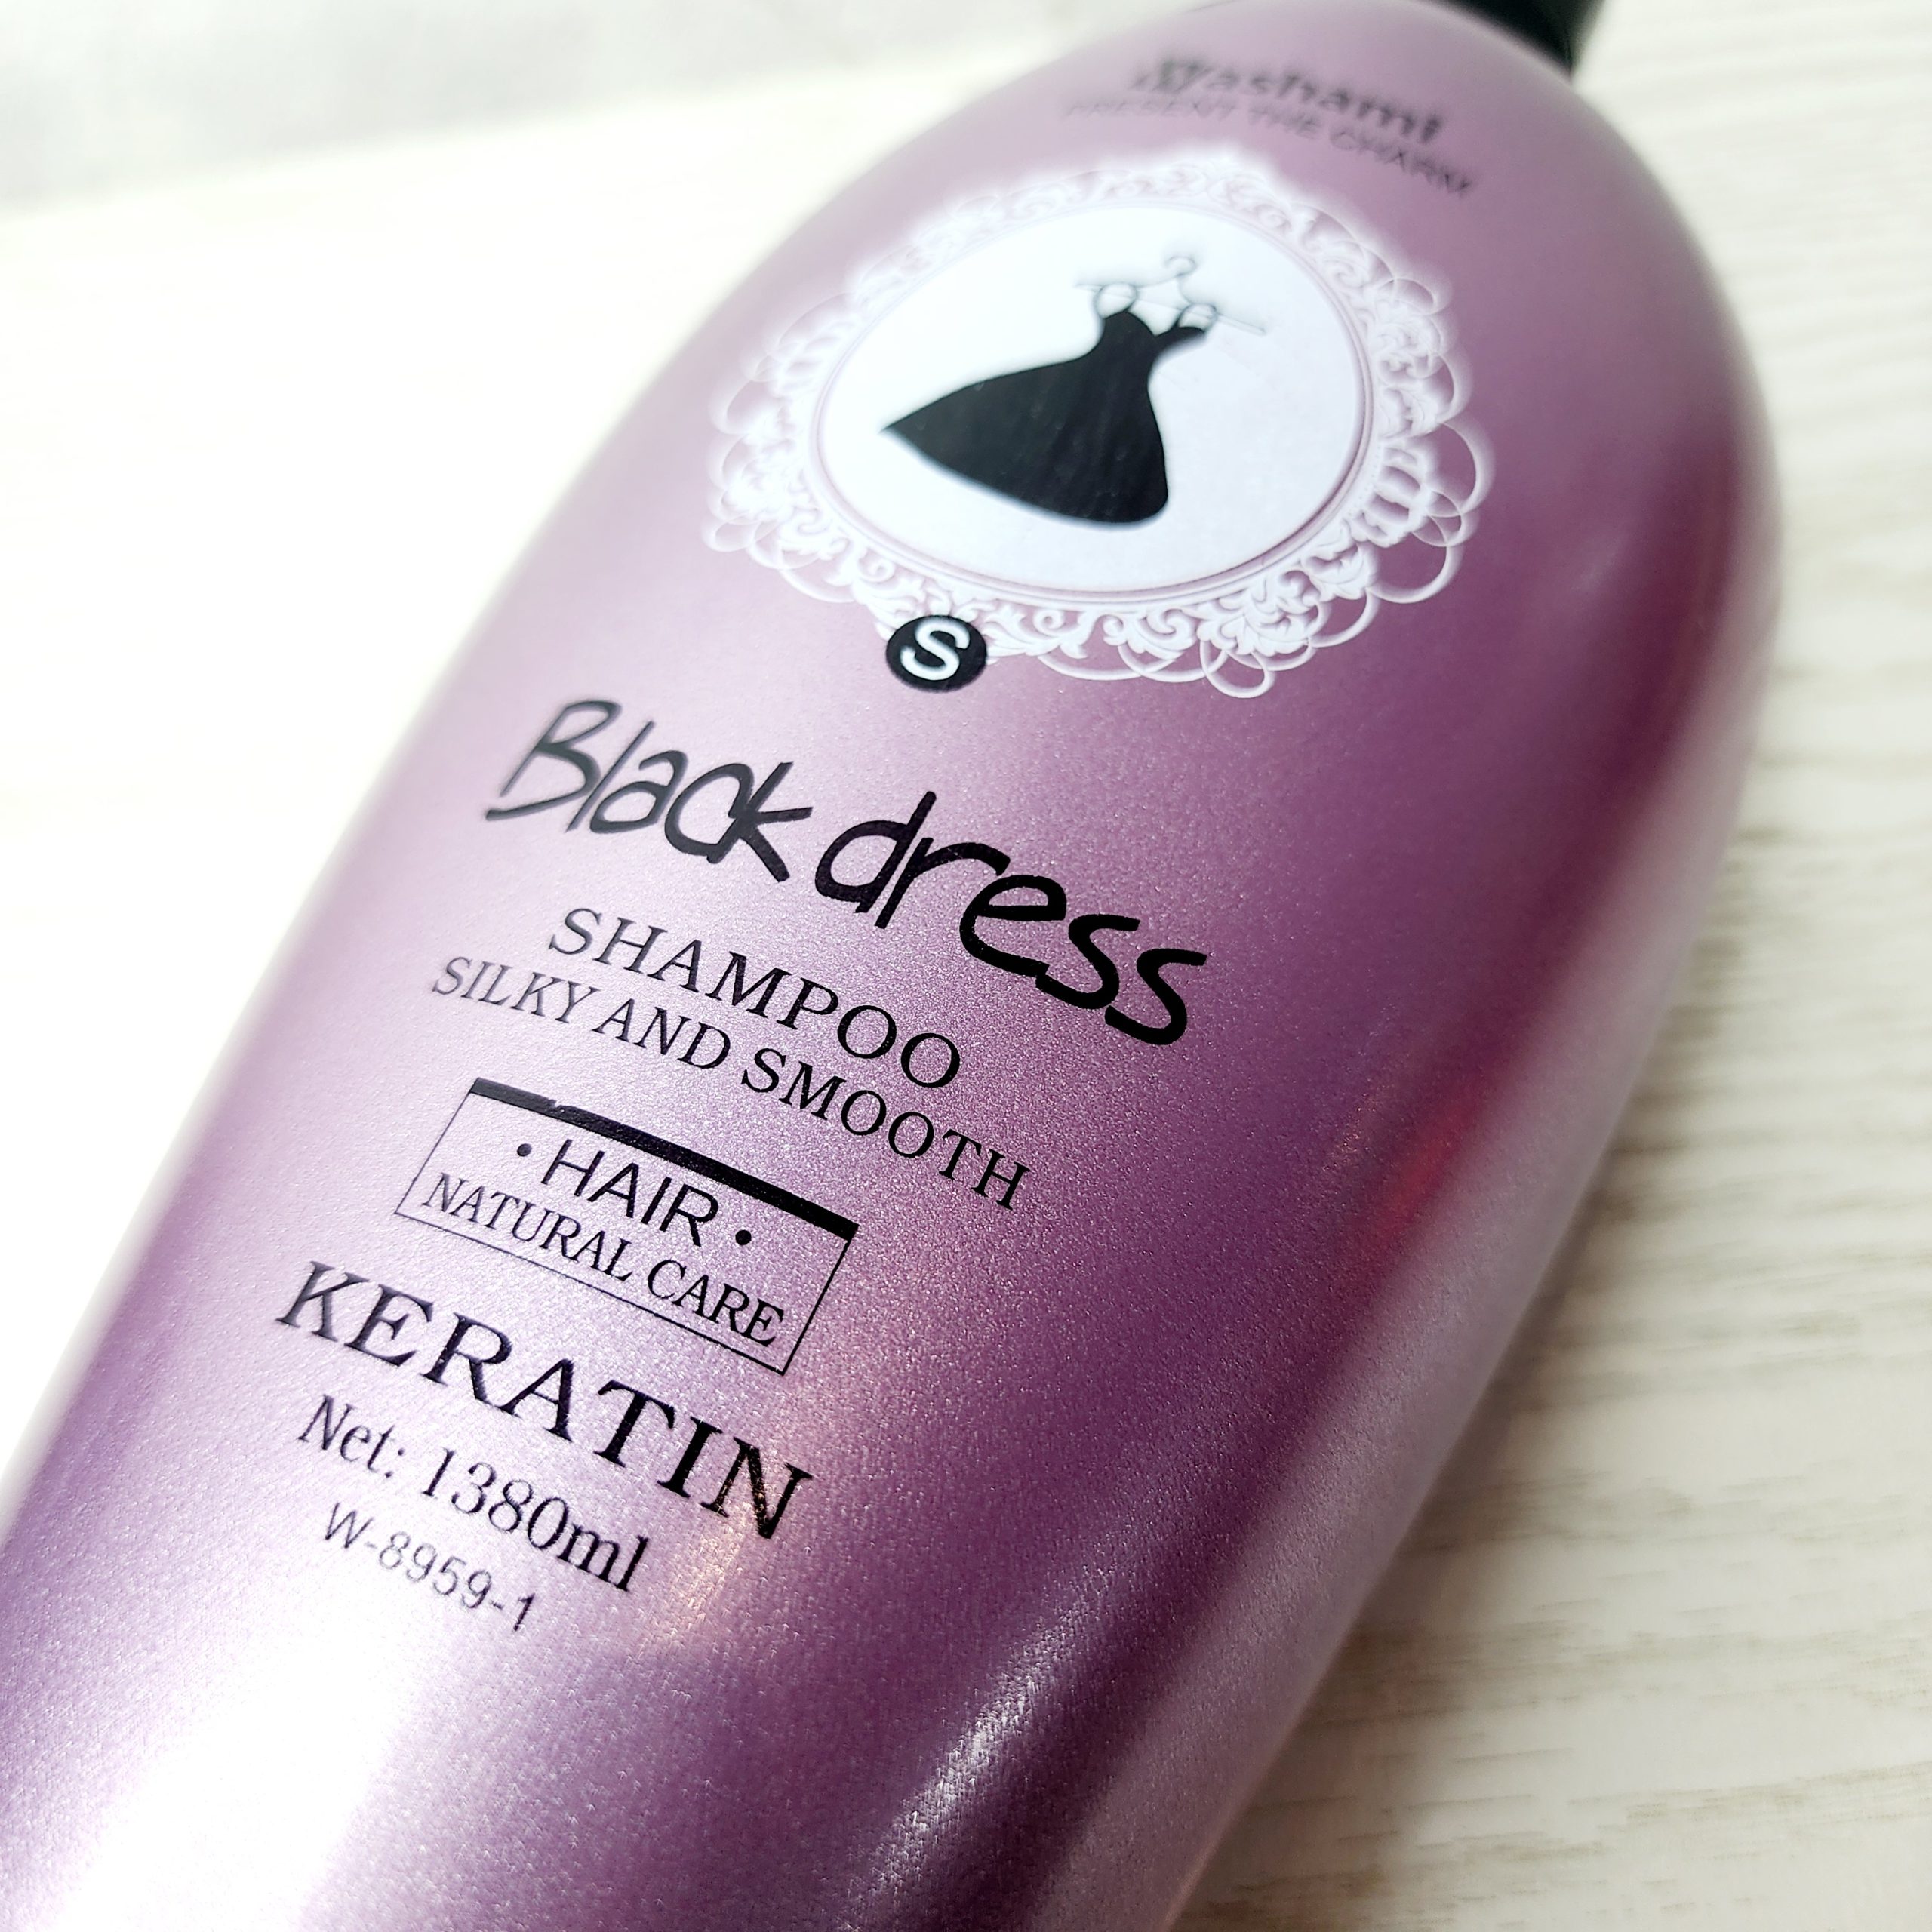 Washami
PRESENT THE CHARM
S
Black dress
SHAMPOO
SILKY AND SMOOTH
• HAIR •
NATURAL CARE
KERATIN
Net: 1380ml
W-8959-1